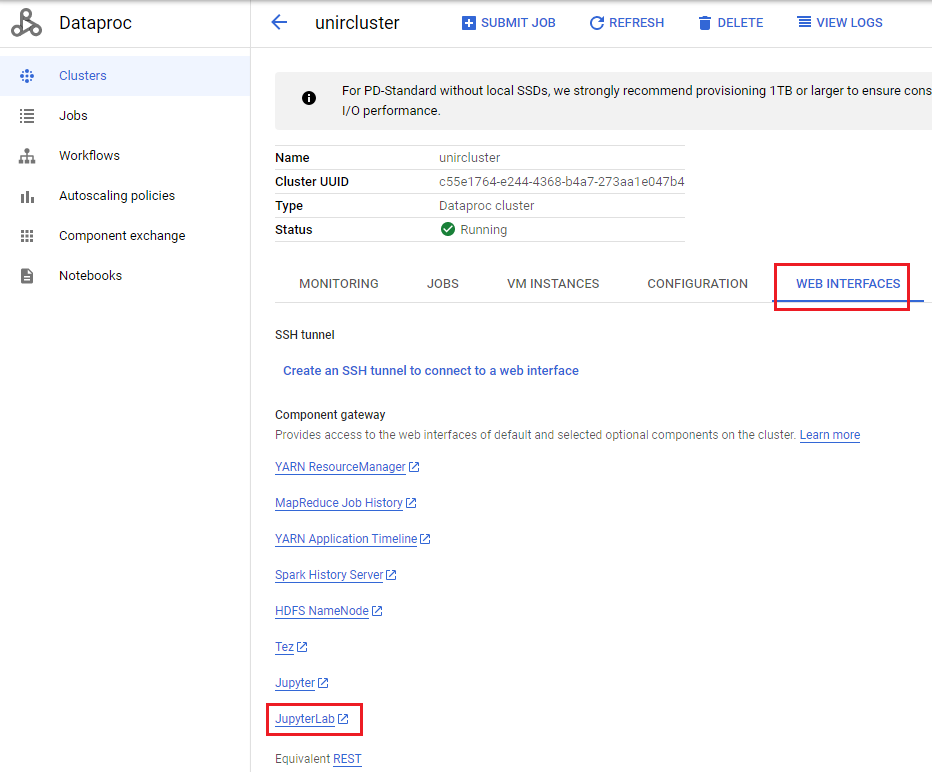 Dataproc
unircluster
SUBMIT JOB
REFRESH
DELETE
VIEW LOGS
Clusters
Jobs
Workflows
Autoscaling policies
Component exchange
Notebooks
For PD-Standard without local SSDs, we strongly recommend provisioning 1TB or larger to ensure cons
I/O performance.
Name unircluster
Cluster UUID c55e1764-e244-4368-b4a7-273aa1e047b4
Type Dataproc cluster
Status Running
MONITORING JOBS VM INSTANCES CONFIGURATION WEB INTERFACES
SSH tunnel
Create an SSH tunnel to connect to a web interface
Component gateway
Provides access to the web interfaces of default and selected optional components on the cluster. Learn more
YARN ResourceManager
MapReduce Job History
YARN Application Timeline
Spark History Server
HDFS NameNode
Tez
Jupyter
JupyterLab
Equivalent REST